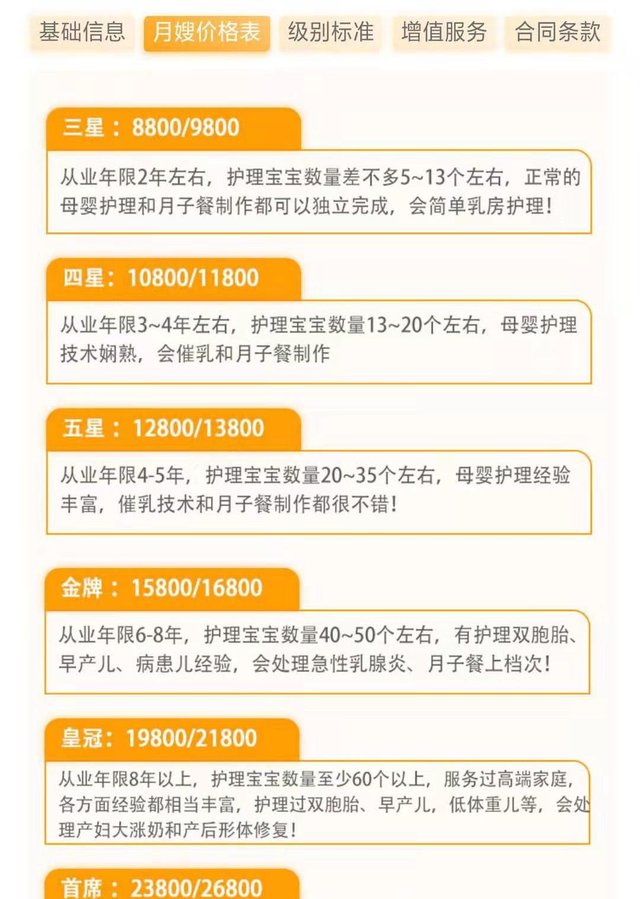 基础信息 月嫂价格表 级别标准 增值服务 合同条款
三星：8800/9800
从业年限2年左右，护理宝宝数量差不多5~13个左右，正常的
母婴护理和月子餐制作都可以独立完成，会简单乳房护理！
四星：10800/11800
从业年限3~4年左右，护理宝宝数量13~20个左右，母婴护理
技术娴熟，会催乳和月子餐制作
五星：12800/13800
从业年限4-5年，护理宝宝数量20~35个左右，母婴护理经验
丰富，催乳技术和月子餐制作都很不错！
金牌：15800/16800
从业年限6-8年，护理宝宝数量40~50个左右，有护理双胞胎、
早产儿、病患儿经验，会处理急性乳腺炎、月子餐上档次！
皇冠：19800/21800
从业年限8年以上，护理宝宝数量至少60个以上，服务过高端家庭，
各方面经验都相当丰富，护理过双胞胎、早产儿，低体重儿等，会处
理产妇大涨奶和产后形体修复！
首席：23800/26800